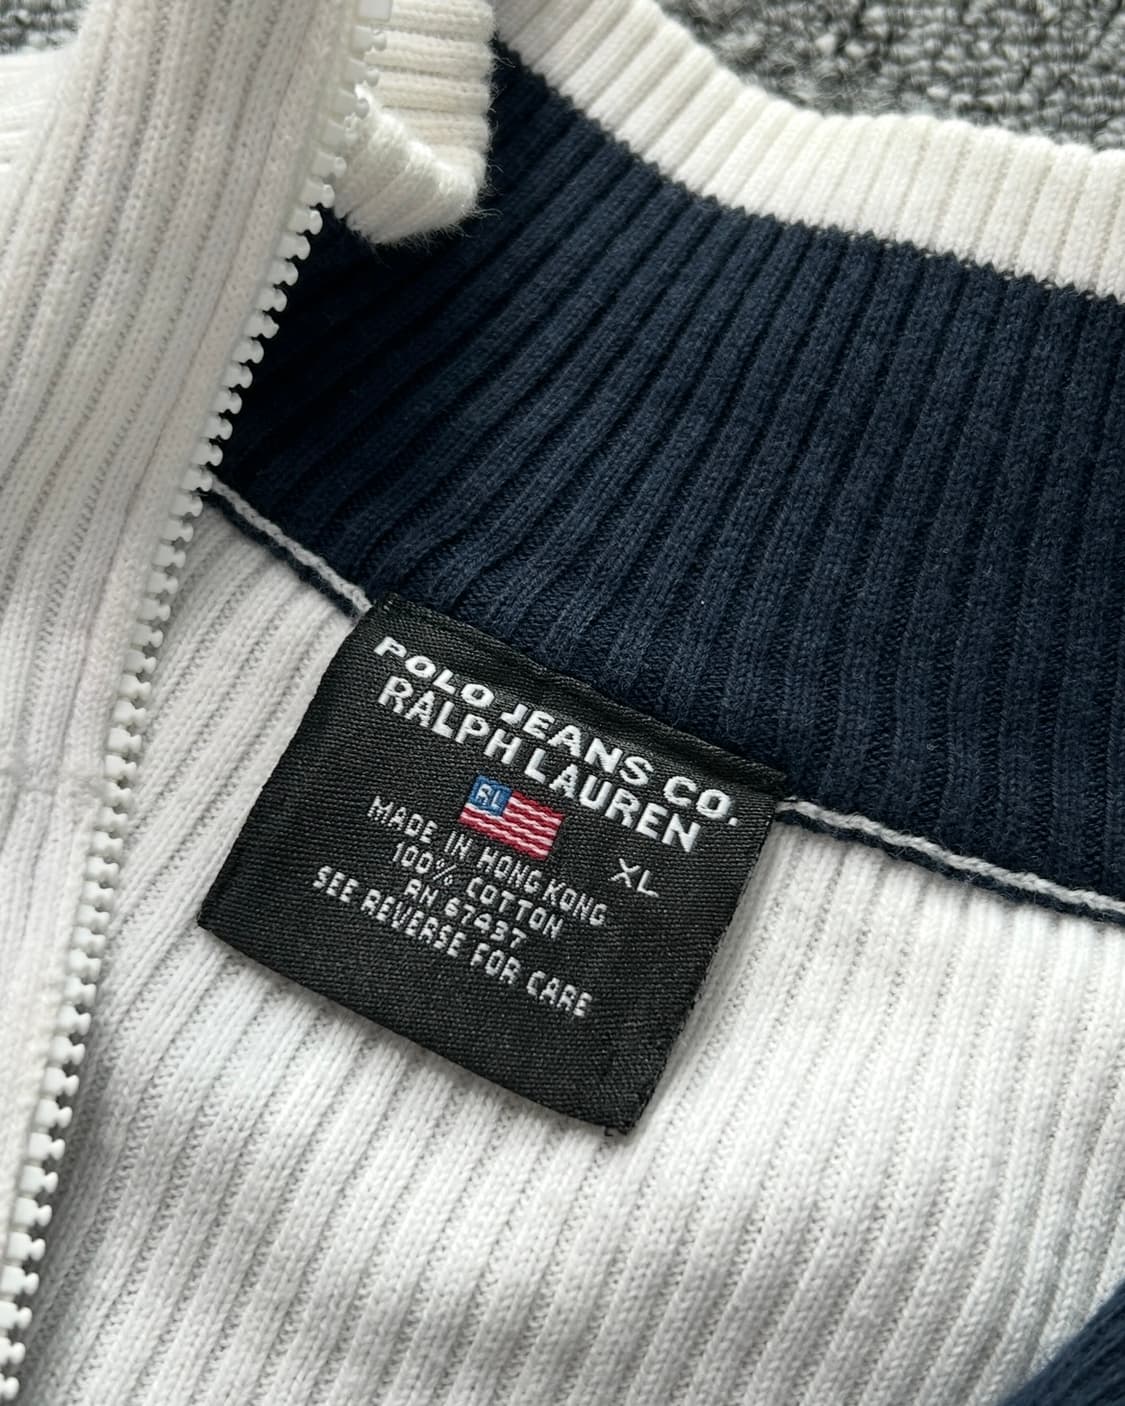 POLO JEANS CO.
RALPH LAUREN
RL
XL
MADE IN HONG KONG
100% COTTON
RN 67437
SEE REVERSE FOR CARE